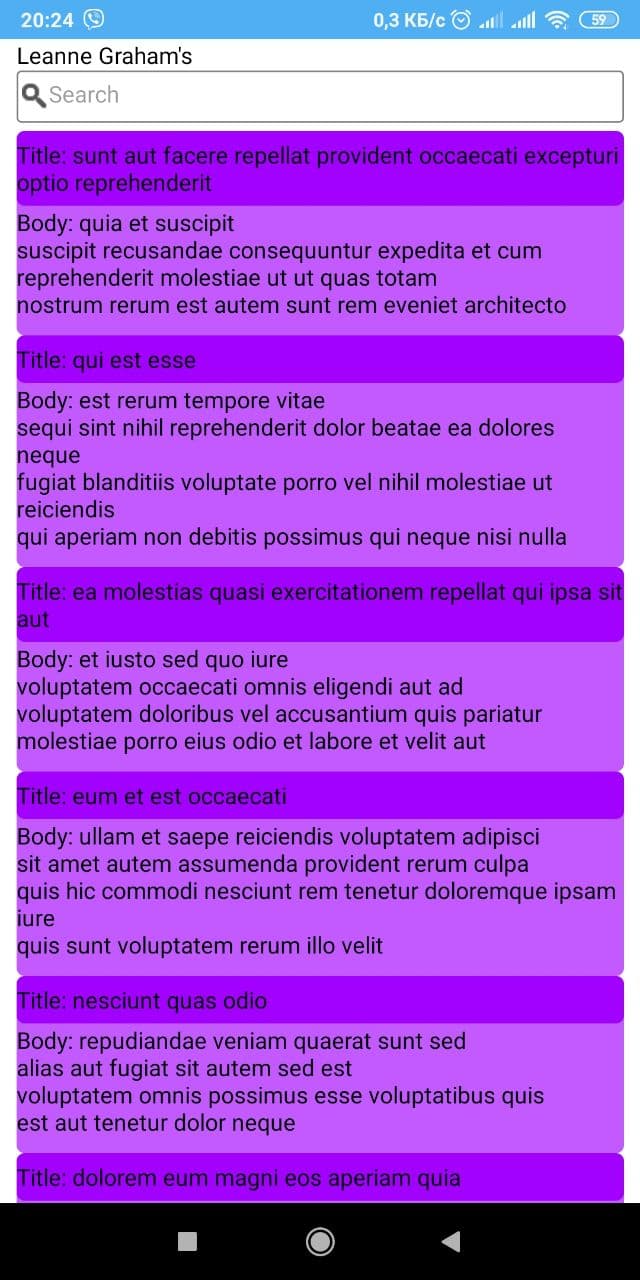 20:24 0,3 КБ/с 59
Leanne Graham's
Search
Title: sunt aut facere repellat provident occaecati excepturi
optio reprehenderit
Body: quia et suscipit
suscipit recusandae consequuntur expedita et cum
reprehenderit molestiae ut ut quas totam
nostrum rerum est autem sunt rem eveniet architecto
Title: qui est esse
Body: est rerum tempore vitae
sequi sint nihil reprehenderit dolor beatae ea dolores
neque
fugiat blanditiis voluptate porro vel nihil molestiae ut
reiciendis
qui aperiam non debitis possimus qui neque nisi nulla
Title: ea molestias quasi exercitationem repellat qui ipsa sit
aut
Body: et iusto sed quo iure
voluptatem occaecati omnis eligendi aut ad
voluptatem doloribus vel accusantium quis pariatur
molestiae porro eius odio et labore et velit aut
Title: eum et est occaecati
Body: ullam et saepe reiciendis voluptatem adipisci
sit amet autem assumenda provident rerum culpa
quis hic commodi nesciunt rem tenetur doloremque ipsam
iure
quis sunt voluptatem rerum illo velit
Title: nesciunt quas odio
Body: repudiandae veniam quaerat sunt sed
alias aut fugiat sit autem sed est
voluptatem omnis possimus esse voluptatibus quis
est aut tenetur dolor neque
Title: dolorem eum magni eos aperiam quia